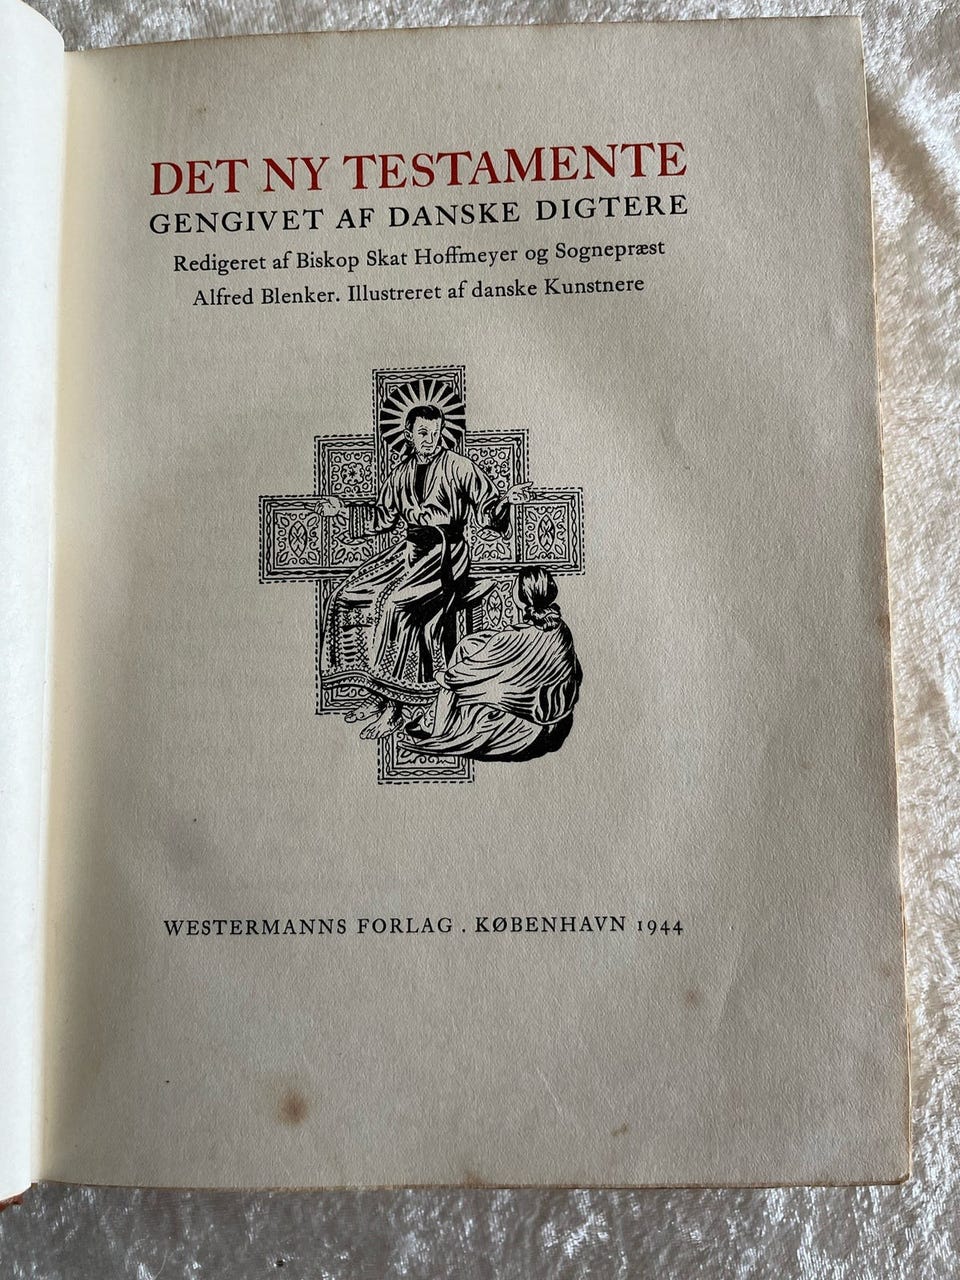 DET NY TESTAMENTE
GENGIVET AF DANSKE DIGTERE
Redigeret af Biskop Skat Hoffmeyer og Sognepræst
Alfred Blenker. Illustreret af danske Kunstnere
WESTERMANNS FORLAG . KØBENHAVN 1944